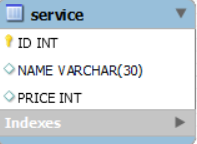 service
ID INT
NAME VARCHAR(30)
PRICE INT
Indexes